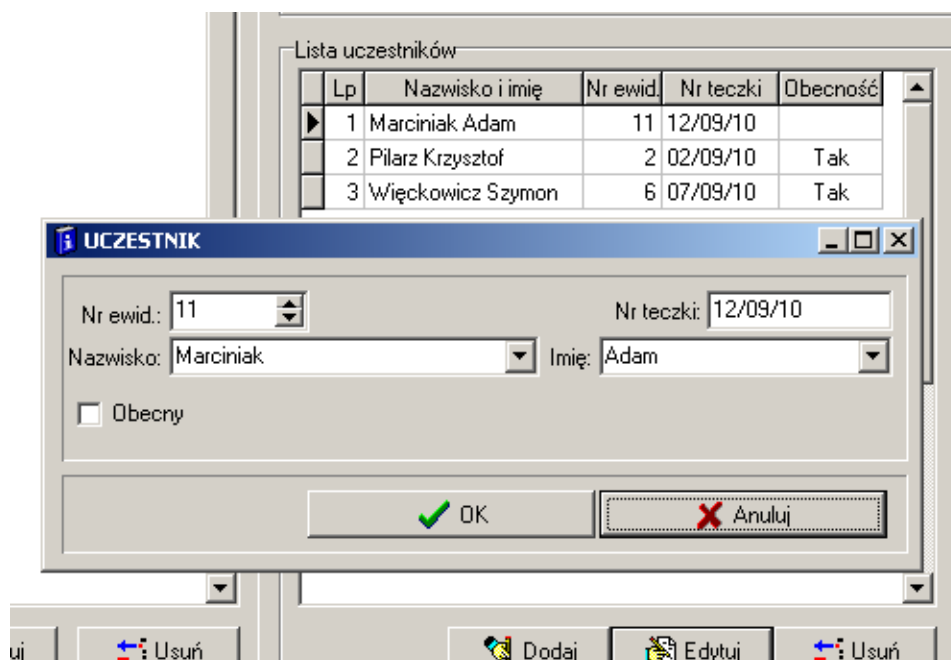 Lista uczestników
Lp Nazwisko i imię Nr ewid. Nr teczki Obecność
1 Marciniak Adam 11 12/09/10
2 Pilarz Krzysztof 2 02/09/10 Tak
3 Więckowicz Szymon 6 07/09/10 Tak
UCZESTNIK
Nr ewid.: 11 Nr teczki: 12/09/10
Nazwisko: Marciniak Imię: Adam
Obecny
OK Anuluj
uj Usuń Dodaj Edytuj Usuń